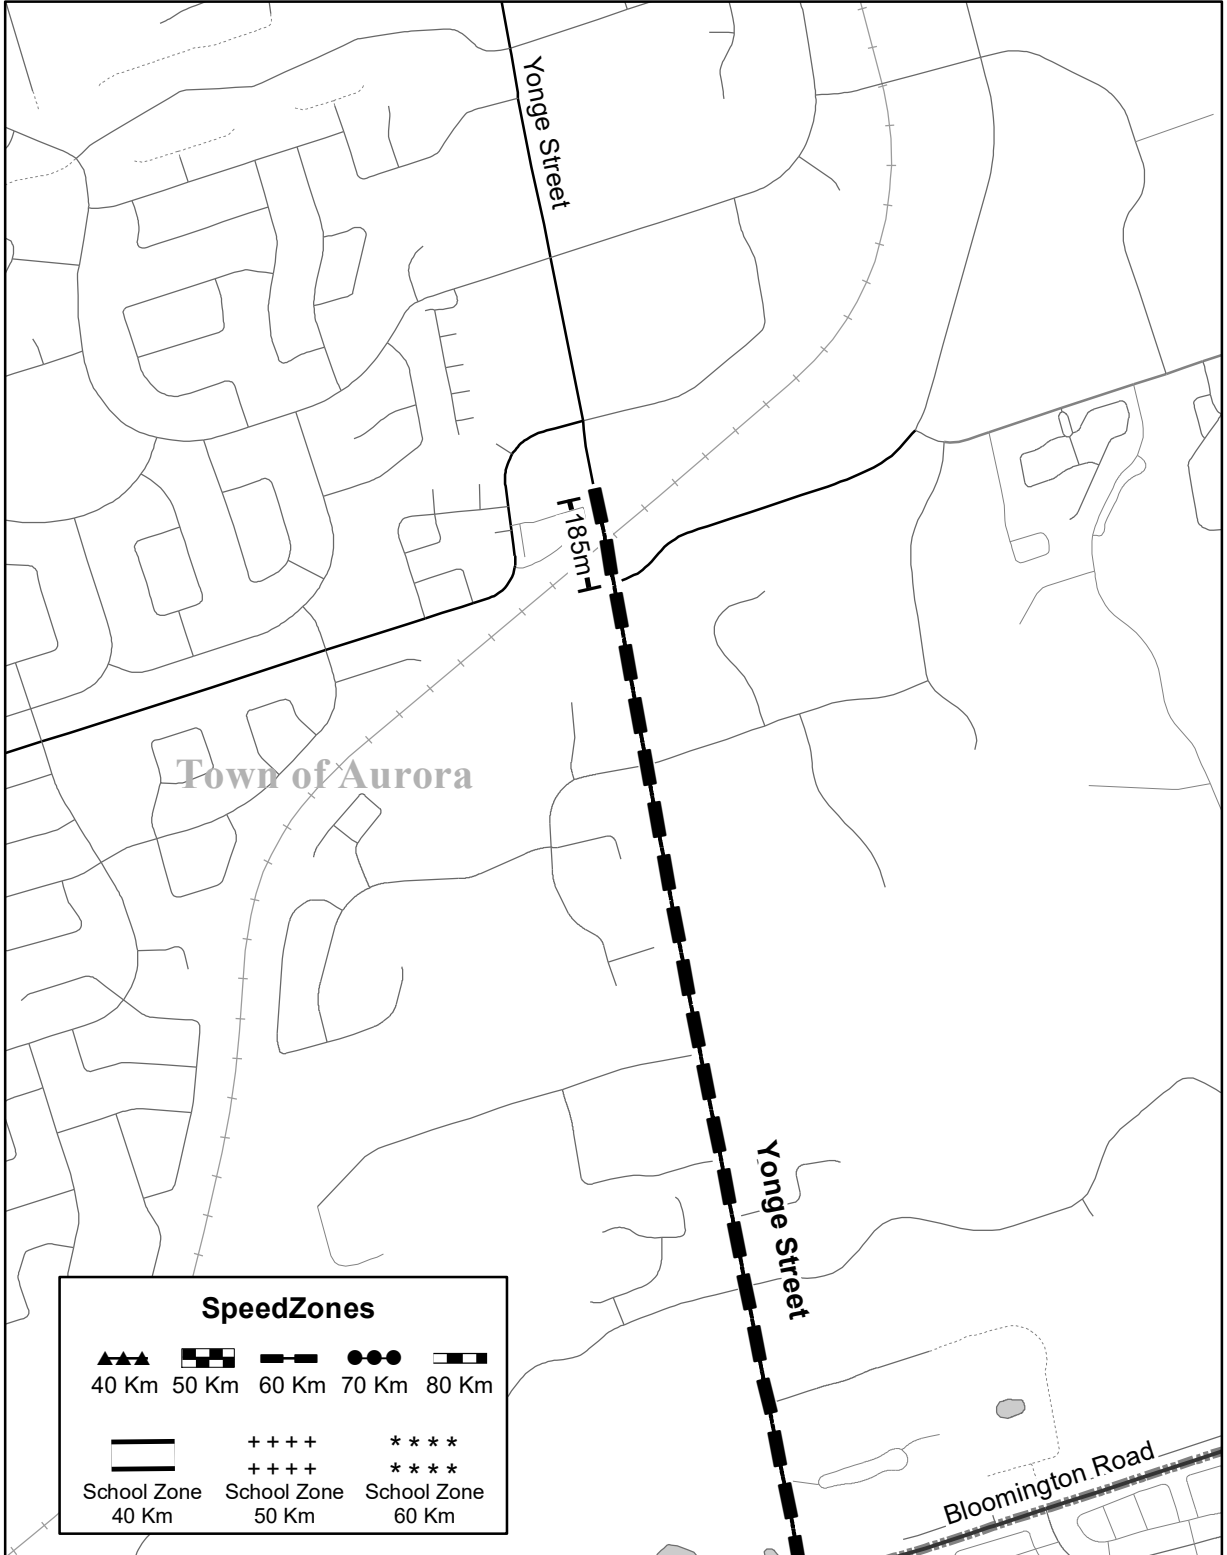 Yonge Street
185m
Town of Aurora
Yonge Street
SpeedZones
40 Km 50 Km 60 Km 70 Km 80 Km
++++ ****
++++ ****
School Zone School Zone School Zone
40 Km 50 Km 60 Km
Bloomington Road